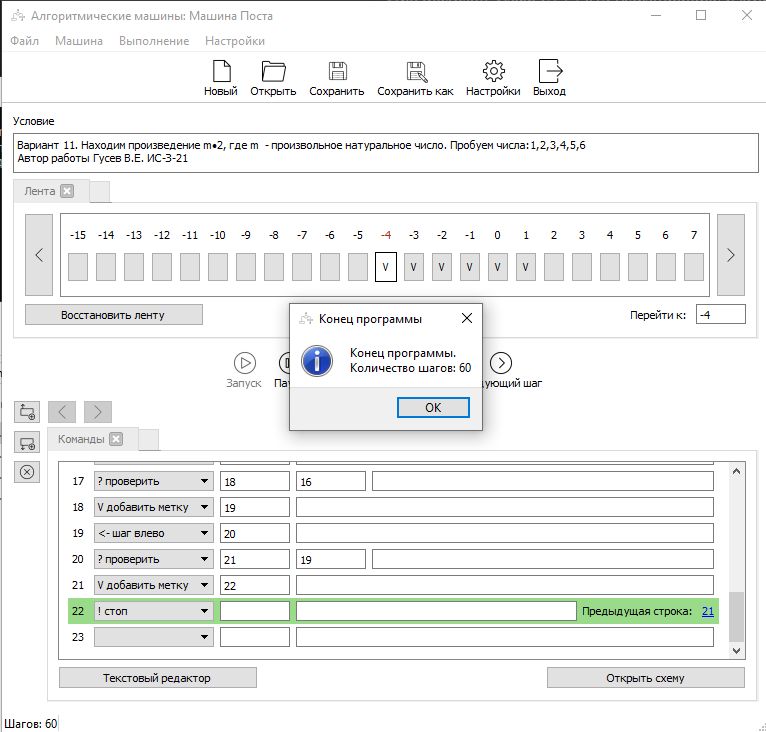 Алгоритмические машины: Машина Поста
Файл Машина Выполнение Настройки
Новый Открыть Сохранить Сохранить как Настройки Выход
Условие
Вариант 11. Находим произведение m•2, где m - произвольное натуральное число. Пробуем числа:1,2,3,4,5,6
Автор работы Гусев В.Е. ИС-З-21
Лента
-15 -14 -13 -12 -11 -10 -9 -8 -7 -6 -5 -4 -3 -2 -1 0 1 2 3 4 5 6 7
V V V V V V
Восстановить ленту Перейти к: -4
Конец программы
Конец программы.
Количество шагов: 60
OK
Запуск Пау дующий шаг
Команды
17 ? проверить 18 16
18 V добавить метку 19
19 <- шаг влево 20
20 ? проверить 21 19
21 V добавить метку 22
22 ! стоп Предыдущая строка: 21
23
Текстовый редактор Открыть схему
Шагов: 60